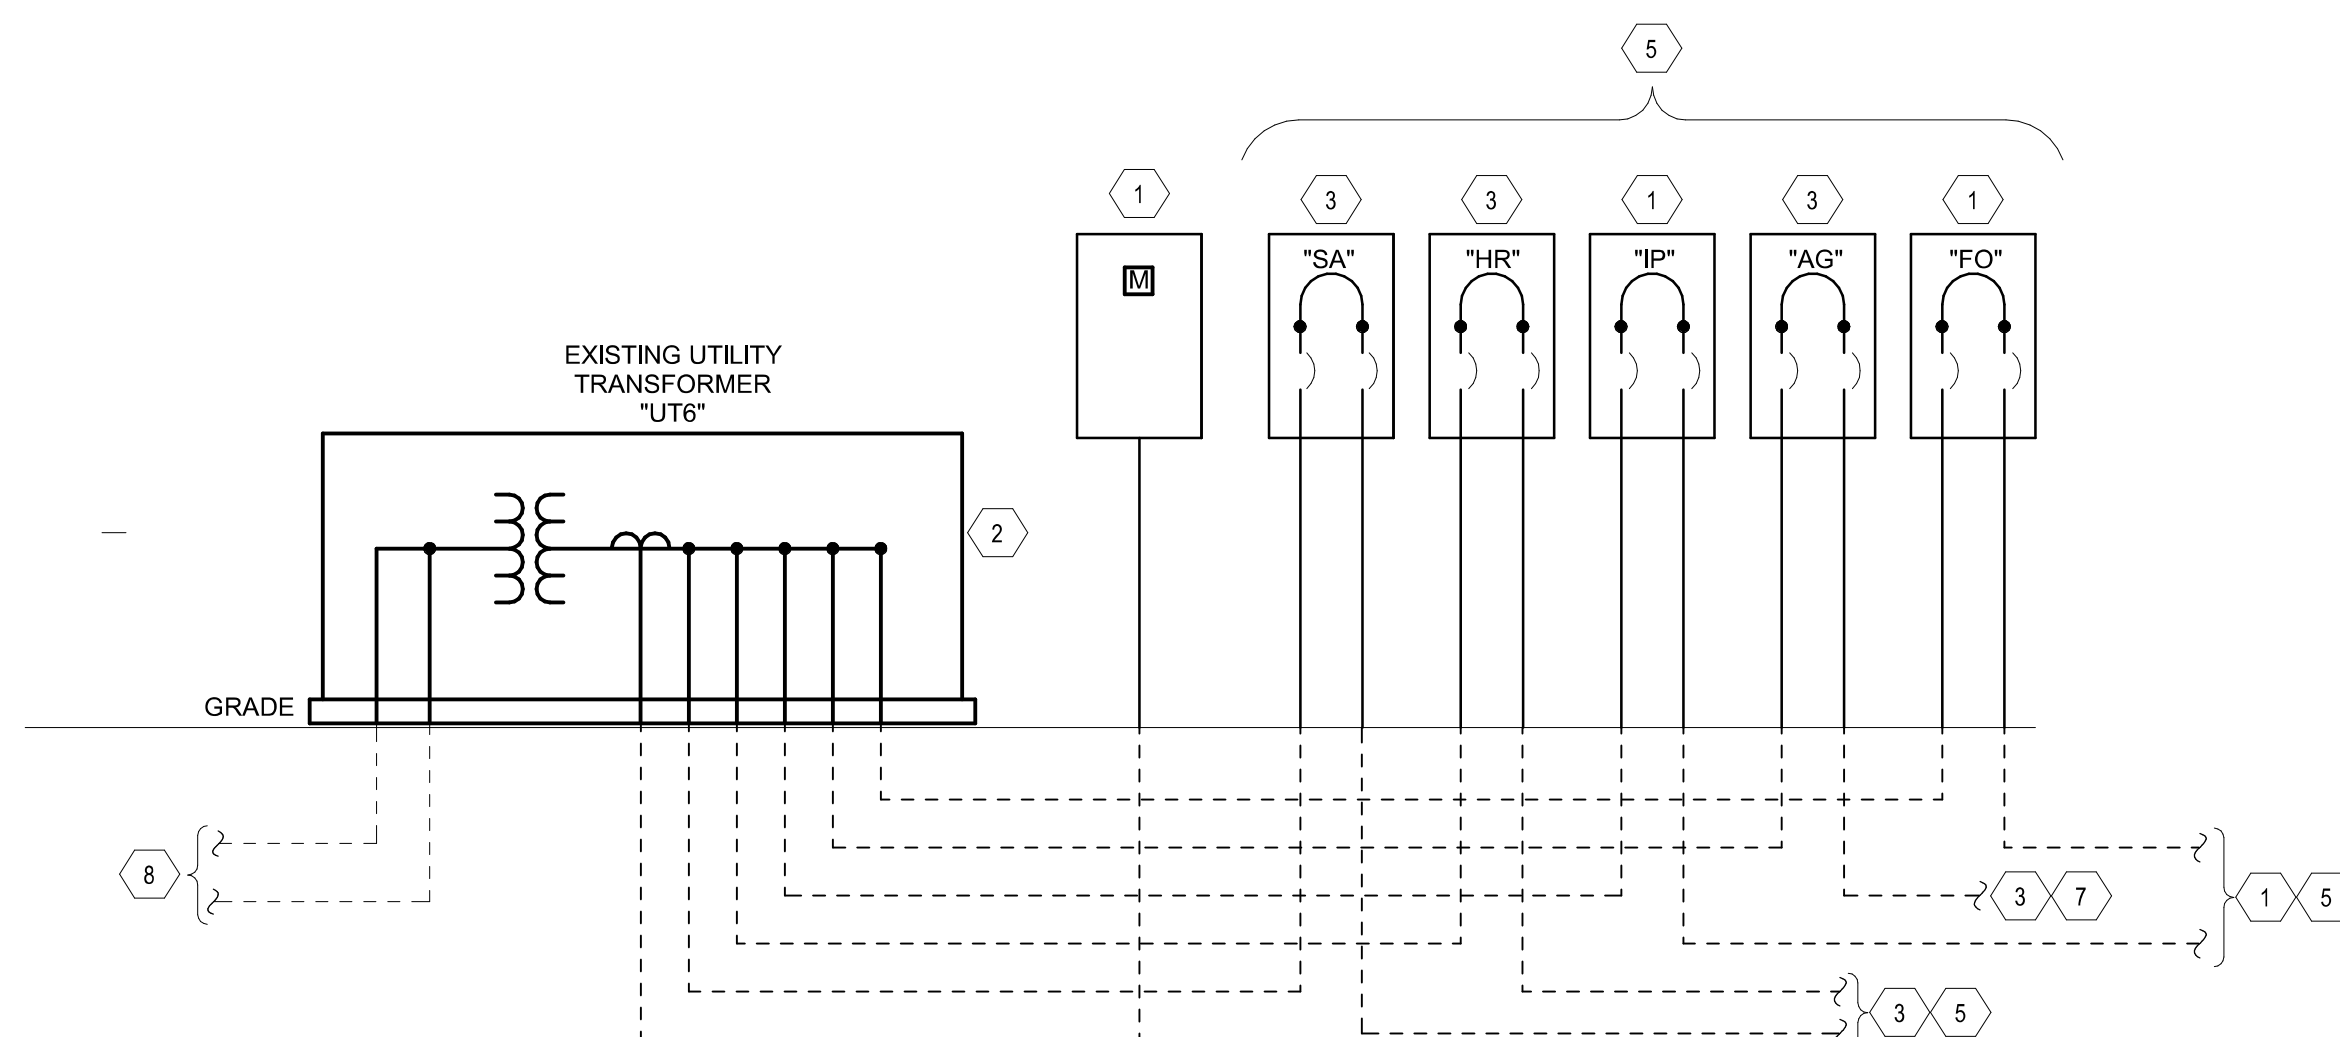 5
1
3
3
1
3
1
"SA"
"HR"
"IP"
"AG"
"FO"
M
EXISTING UTILITY
TRANSFORMER
"UT6"
2
GRADE
8
3 7
1 5
3 5